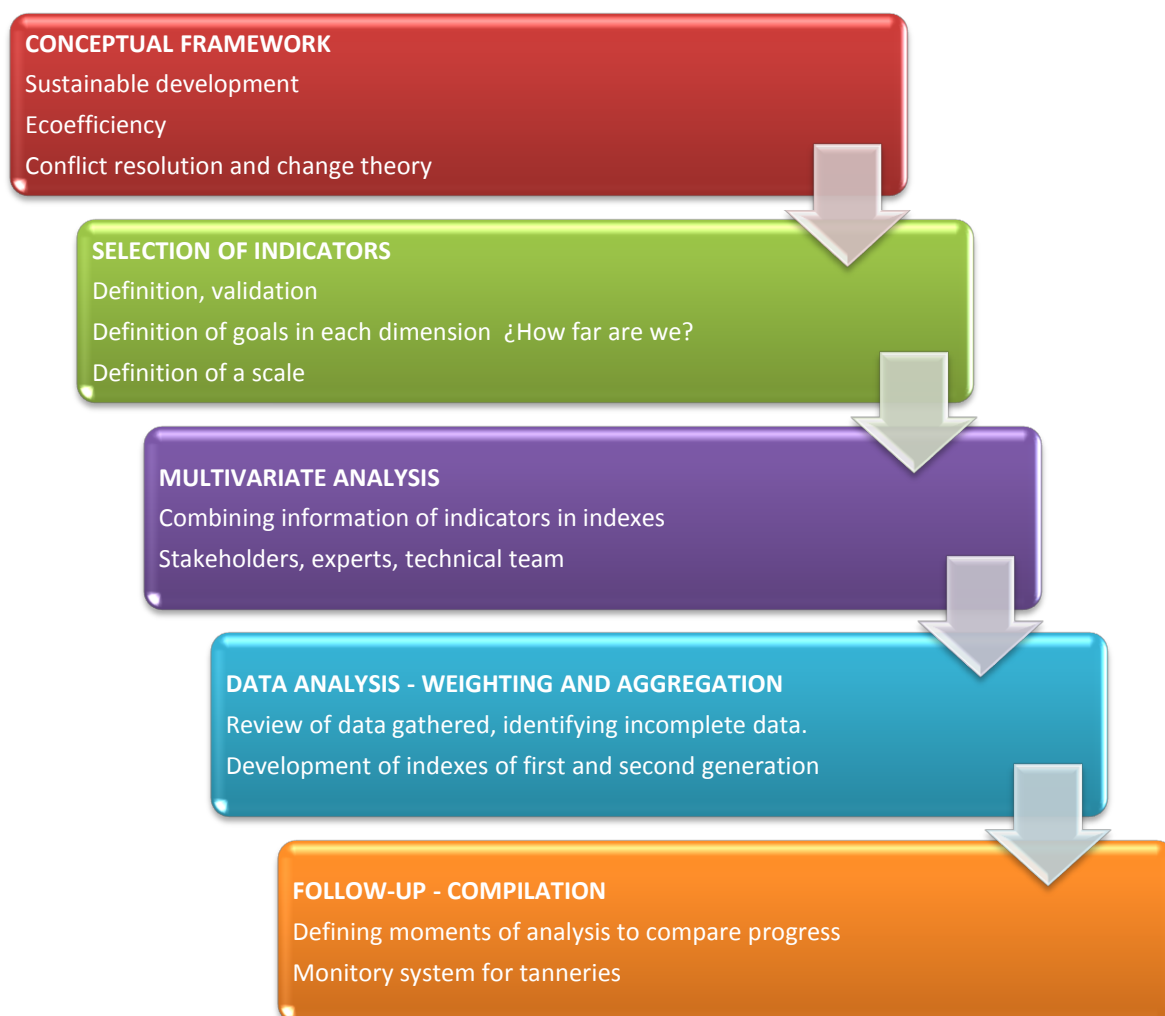 CONCEPTUAL FRAMEWORK
Sustainable development
Ecoefficiency
Conflict resolution and change theory
SELECTION OF INDICATORS
Definition, validation
Definition of goals in each dimension ¿How far are we?
Definition of a scale
MULTIVARIATE ANALYSIS
Combining information of indicators in indexes
Stakeholders, experts, technical team
DATA ANALYSIS - WEIGHTING AND AGGREGATION
Review of data gathered, identifying incomplete data.
Development of indexes of first and second generation
FOLLOW-UP - COMPILATION
Defining moments of analysis to compare progress
Monitory system for tanneries